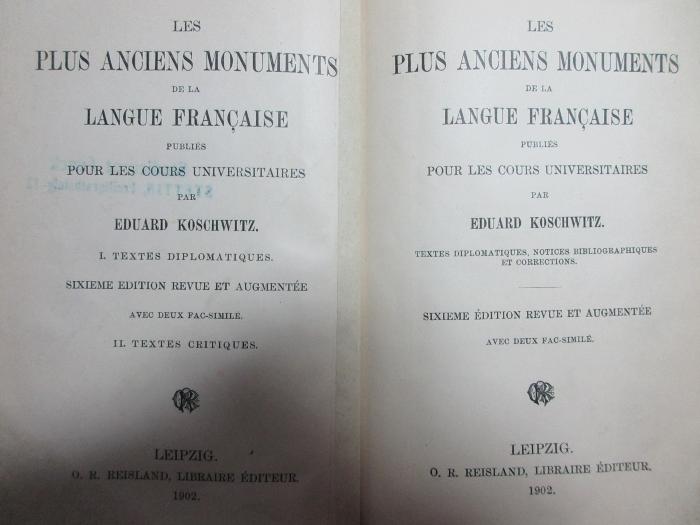 LES
PLUS ANCIENS MONUMENTS
DE LA
LANGUE FRANÇAISE
PUBLIÉS
POUR LES COURS UNIVERSITAIRES
PAR
EDUARD KOSCHWITZ.
I. TEXTES DIPLOMATIQUES.
SIXIEME EDITION REVUE ET AUGMENTÉE
AVEC DEUX FAC-SIMILÉ.
II. TEXTES CRITIQUES.
LEIPZIG.
O. R. REISLAND, LIBRAIRE ÉDITEUR.
1902.
LES
PLUS ANCIENS MONUMENTS
DE LA
LANGUE FRANÇAISE
PUBLIÉS
POUR LES COURS UNIVERSITAIRES
PAR
EDUARD KOSCHWITZ.
TEXTES DIPLOMATIQUES, NOTICES BIBLIOGRAPHIQUES
ET CORRECTIONS.
SIXIEME ÉDITION REVUE ET AUGMENTÉE
AVEC DEUX FAC-SIMILÉ.
LEIPZIG.
O. R. REISLAND, LIBRAIRE ÉDITEUR.
1902.